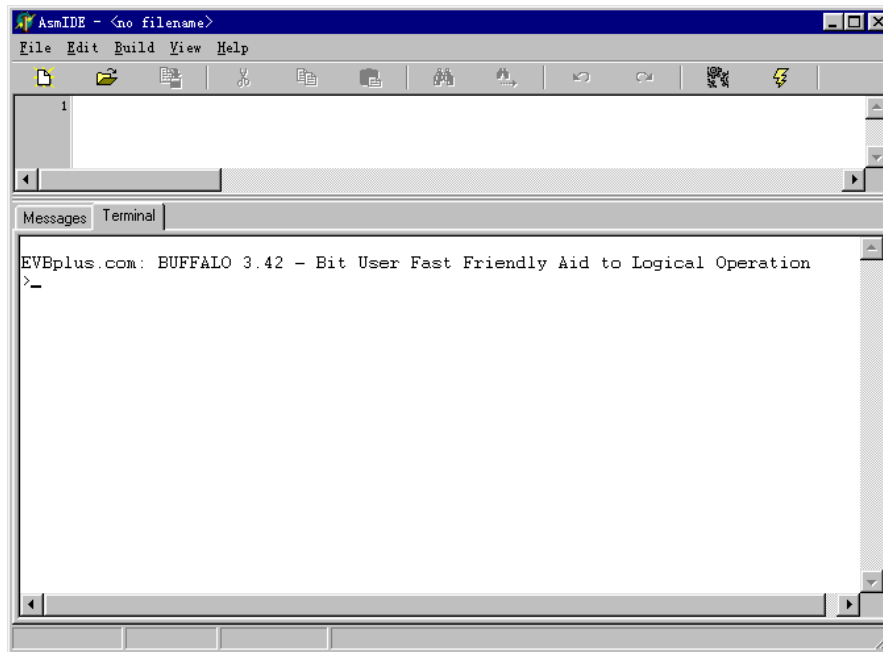 AsmIDE - <no filename>
File Edit Build View Help
1
Messages Terminal
EVBplus.com: BUFFALO 3.42 - Bit User Fast Friendly Aid to Logical Operation
>_